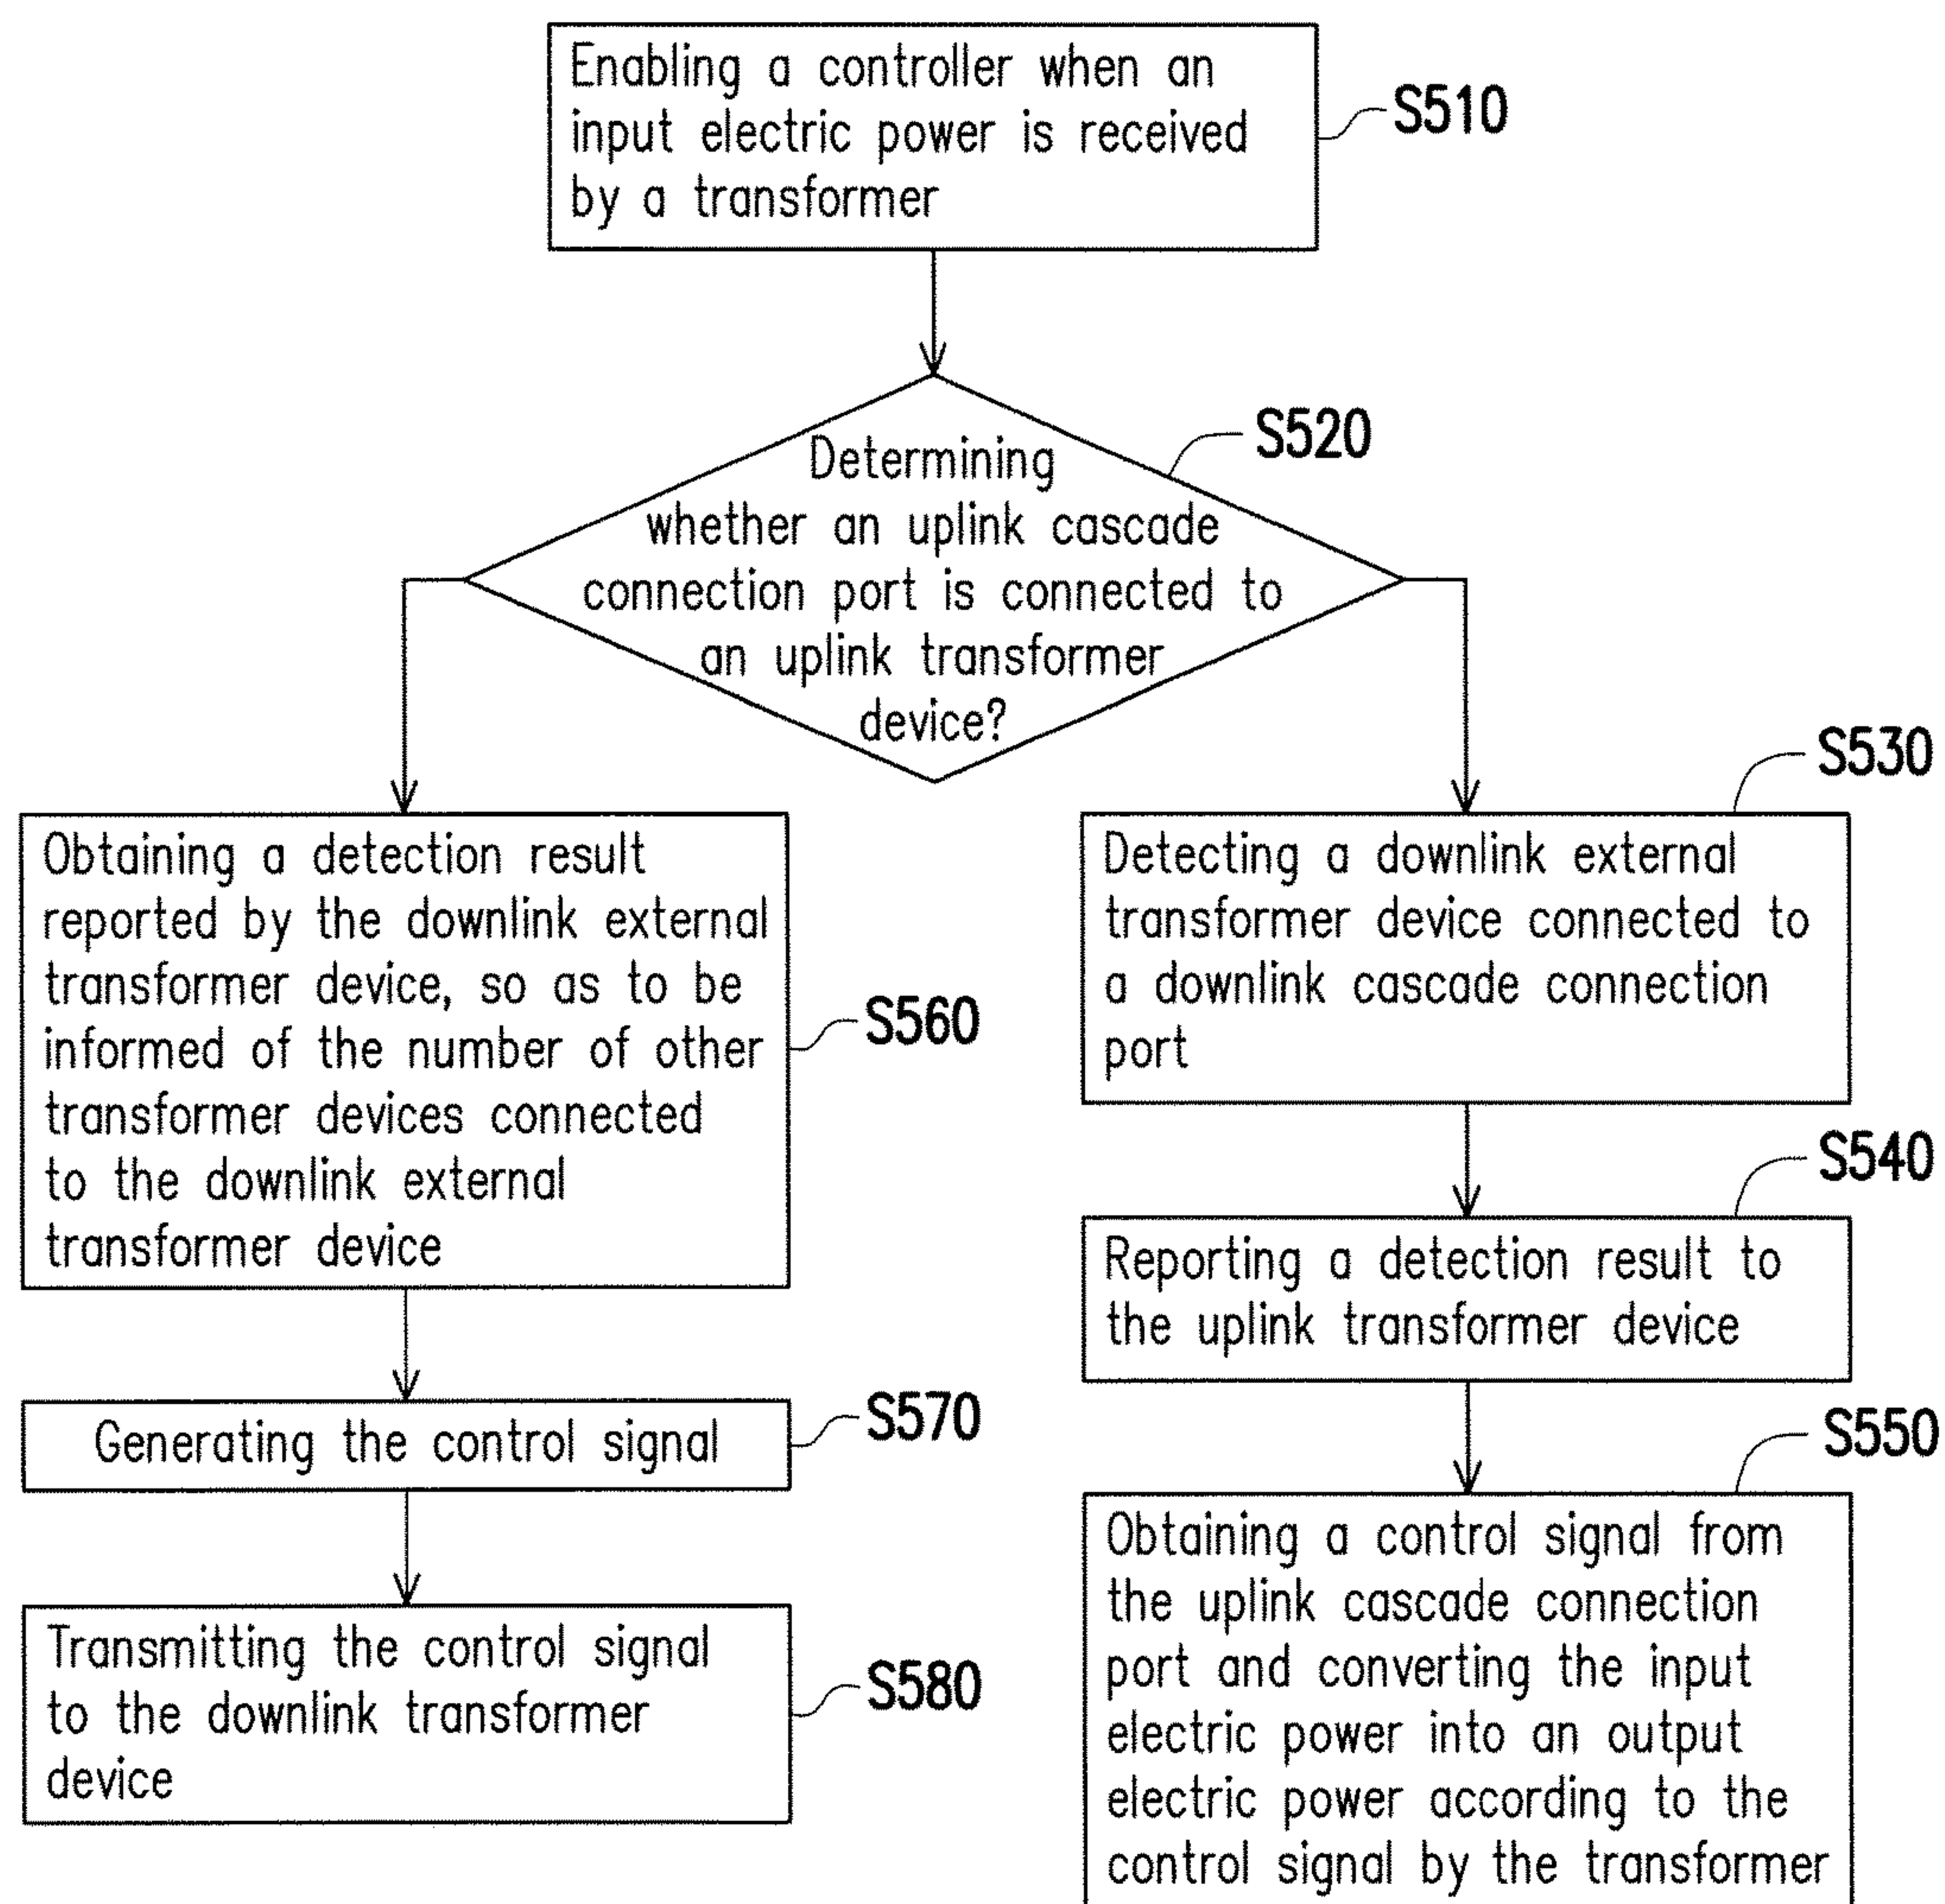 Enabling a controller when an
input electric power is received
by a transformer
S510
Determining
whether an uplink cascade
connection port is connected to
an uplink transformer
device?
S520
Obtaining a detection result
reported by the downlink external
transformer device, so as to be
informed of the number of other
transformer devices connected
to the downlink external
transformer device
S560
Generating the control signal
S570
Transmitting the control signal
to the downlink transformer
device
S580
Detecting a downlink external
transformer device connected to
a downlink cascade connection
port
S530
Reporting a detection result to
the uplink transformer device
S540
Obtaining a control signal from
the uplink cascade connection
port and converting the input
electric power into an output
electric power according to the
control signal by the transformer
S550